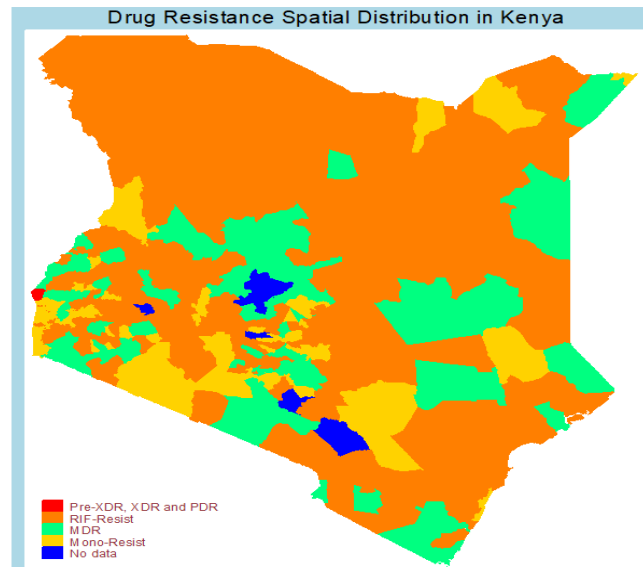 Drug Resistance Spatial Distribution in Kenya
Pre-XDR, XDR and PDR
RIF-Resist
MDR
Mono-Resist
No data